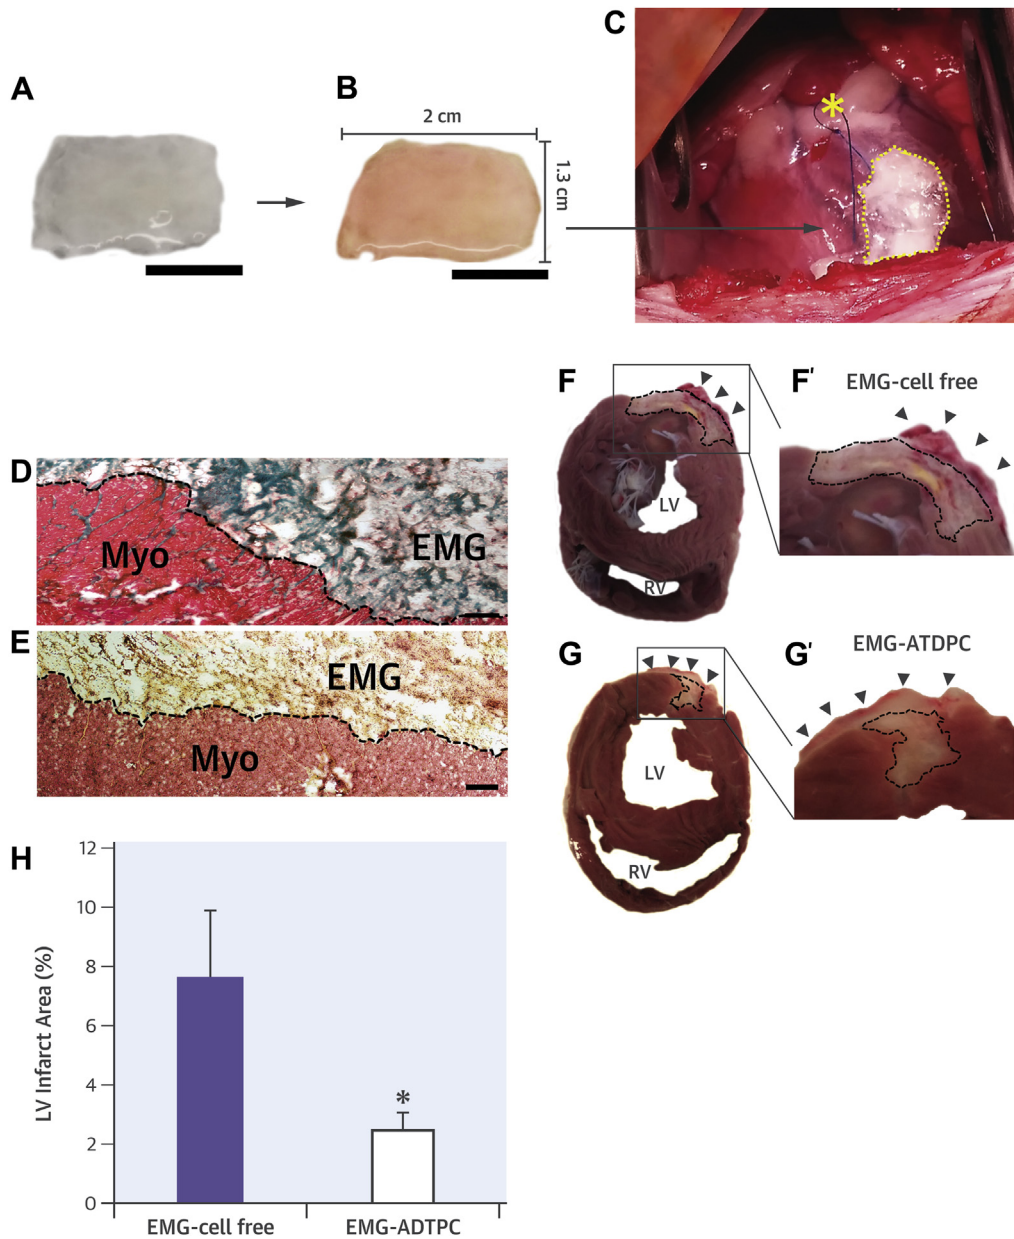 A
B
2 cm
1.3 cm
C
*
D
Myo
EMG
E
EMG
Myo
F
LV
RV
F'
EMG-cell free
G
LV
RV
G'
EMG-ATDPC
H
LV Infarct Area (%)
12
10
8
6
4
2
0
*
EMG-cell free
EMG-ADTPC